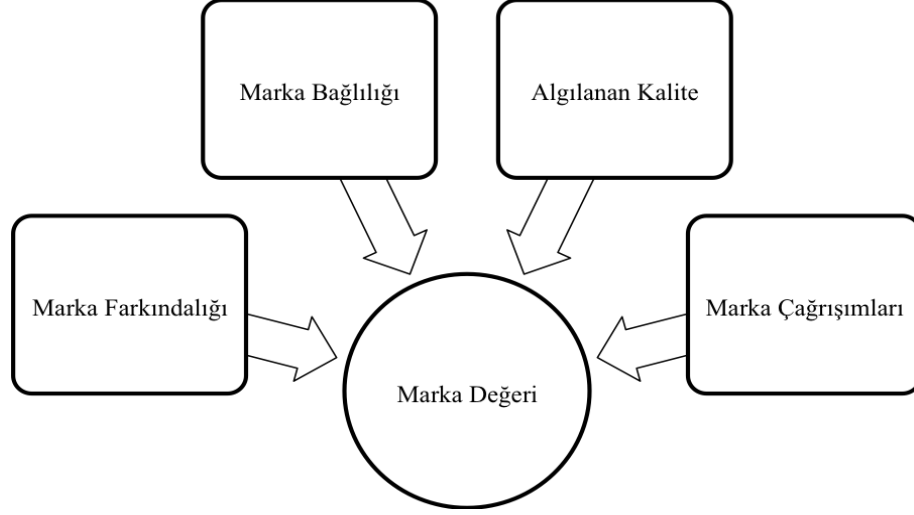 Marka Bağlılığı
Algılanan Kalite
Marka Farkındalığı
Marka Çağrışımları
Marka Değeri